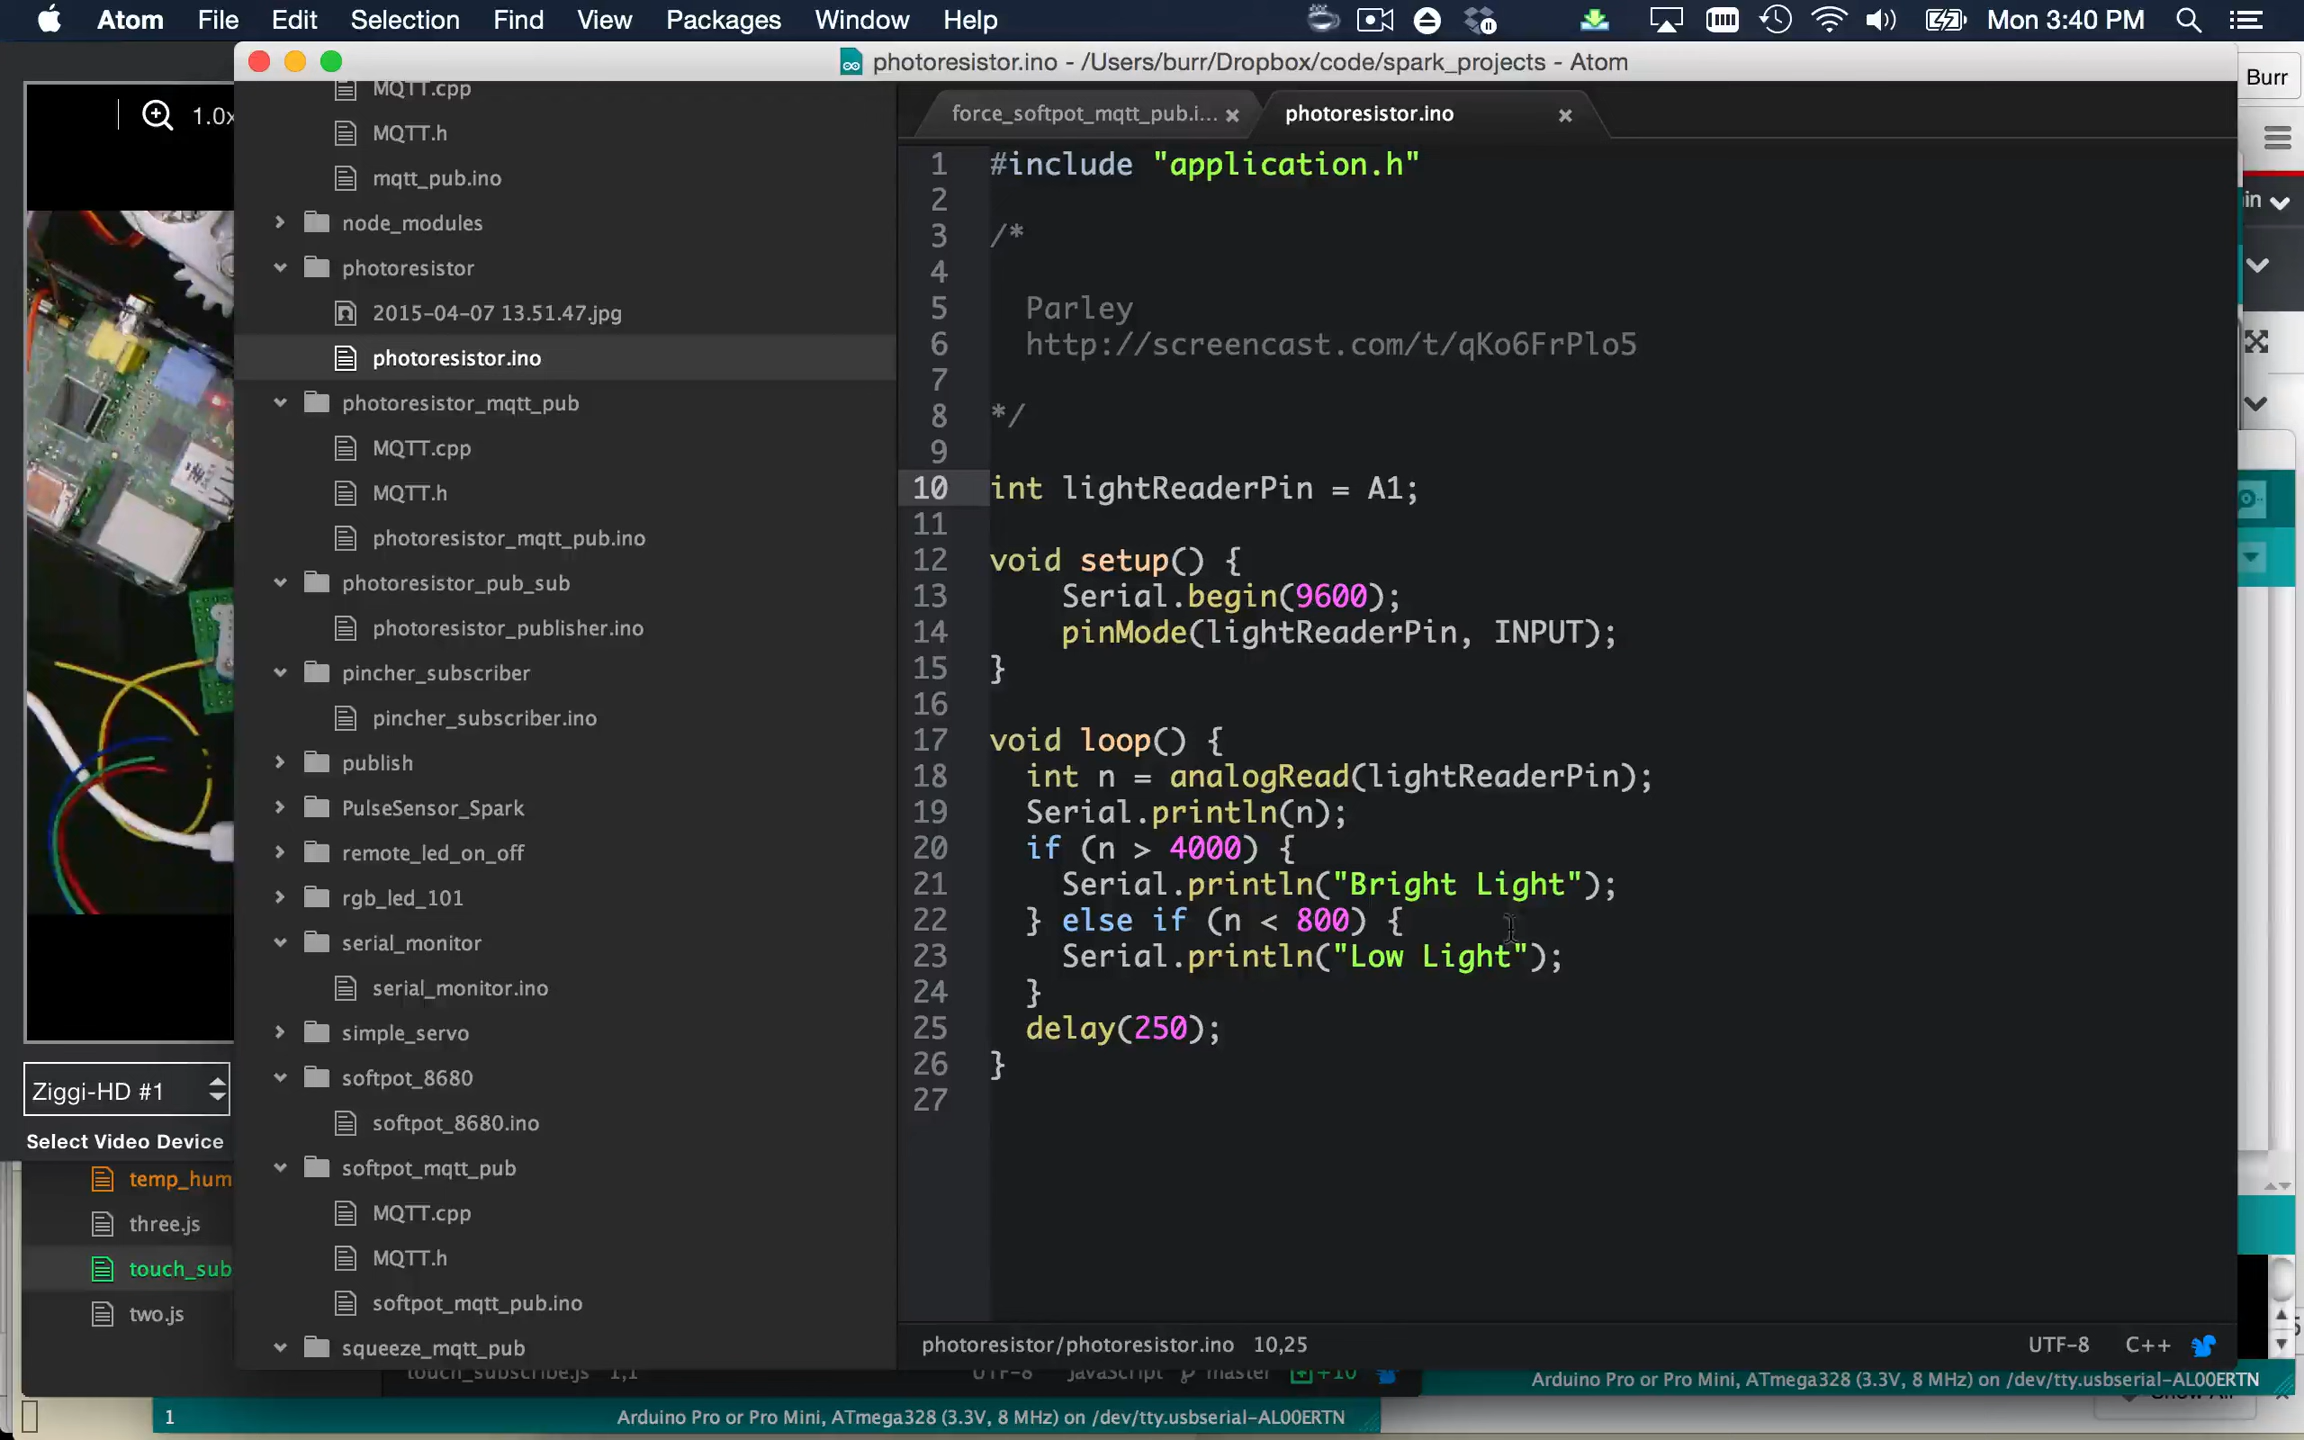 Atom File Edit Selection Find View Packages Window Help Mon 3:40 PM
photoresistor.ino - /Users/burr/Dropbox/code/spark_projects - Atom
Burr
1.0x
MQTT.cpp
MQTT.h
mqtt_pub.ino
node_modules
photoresistor
2015-04-07 13.51.47.jpg
photoresistor.ino
photoresistor_mqtt_pub
MQTT.cpp
MQTT.h
photoresistor_mqtt_pub.ino
photoresistor_pub_sub
photoresistor_publisher.ino
pincher_subscriber
pincher_subscriber.ino
publish
PulseSensor_Spark
remote_led_on_off
rgb_led_101
serial_monitor
serial_monitor.ino
simple_servo
softpot_8680
softpot_8680.ino
softpot_mqtt_pub
MQTT.cpp
MQTT.h
softpot_mqtt_pub.ino
squeeze_mqtt_pub
force_softpot_mqtt_pub.i... photoresistor.ino
1 #include "application.h"
2
3 /*
4
5 Parley
6 http://screencast.com/t/qKo6FrPlo5
7
8 */
9
10 int lightReaderPin = A1;
11
12 void setup() {
13 Serial.begin(9600);
14 pinMode(lightReaderPin, INPUT);
15 }
16
17 void loop() {
18 int n = analogRead(lightReaderPin);
19 Serial.println(n);
20 if (n > 4000) {
21 Serial.println("Bright Light");
22 } else if (n < 800) {
23 Serial.println("Low Light");
24 }
25 delay(250);
26 }
27
photoresistor/photoresistor.ino 10,25 UTF-8 C++
Ziggi-HD #1
Select Video Device
temp_hum
three.js
touch_sub
two.js
touch_subscribe.js 1,1 UTF-8 JavaScript master +10
Arduino Pro or Pro Mini, ATmega328 (3.3V, 8 MHz) on /dev/tty.usbserial-AL00ERTN
1 Arduino Pro or Pro Mini, ATmega328 (3.3V, 8 MHz) on /dev/tty.usbserial-AL00ERTN